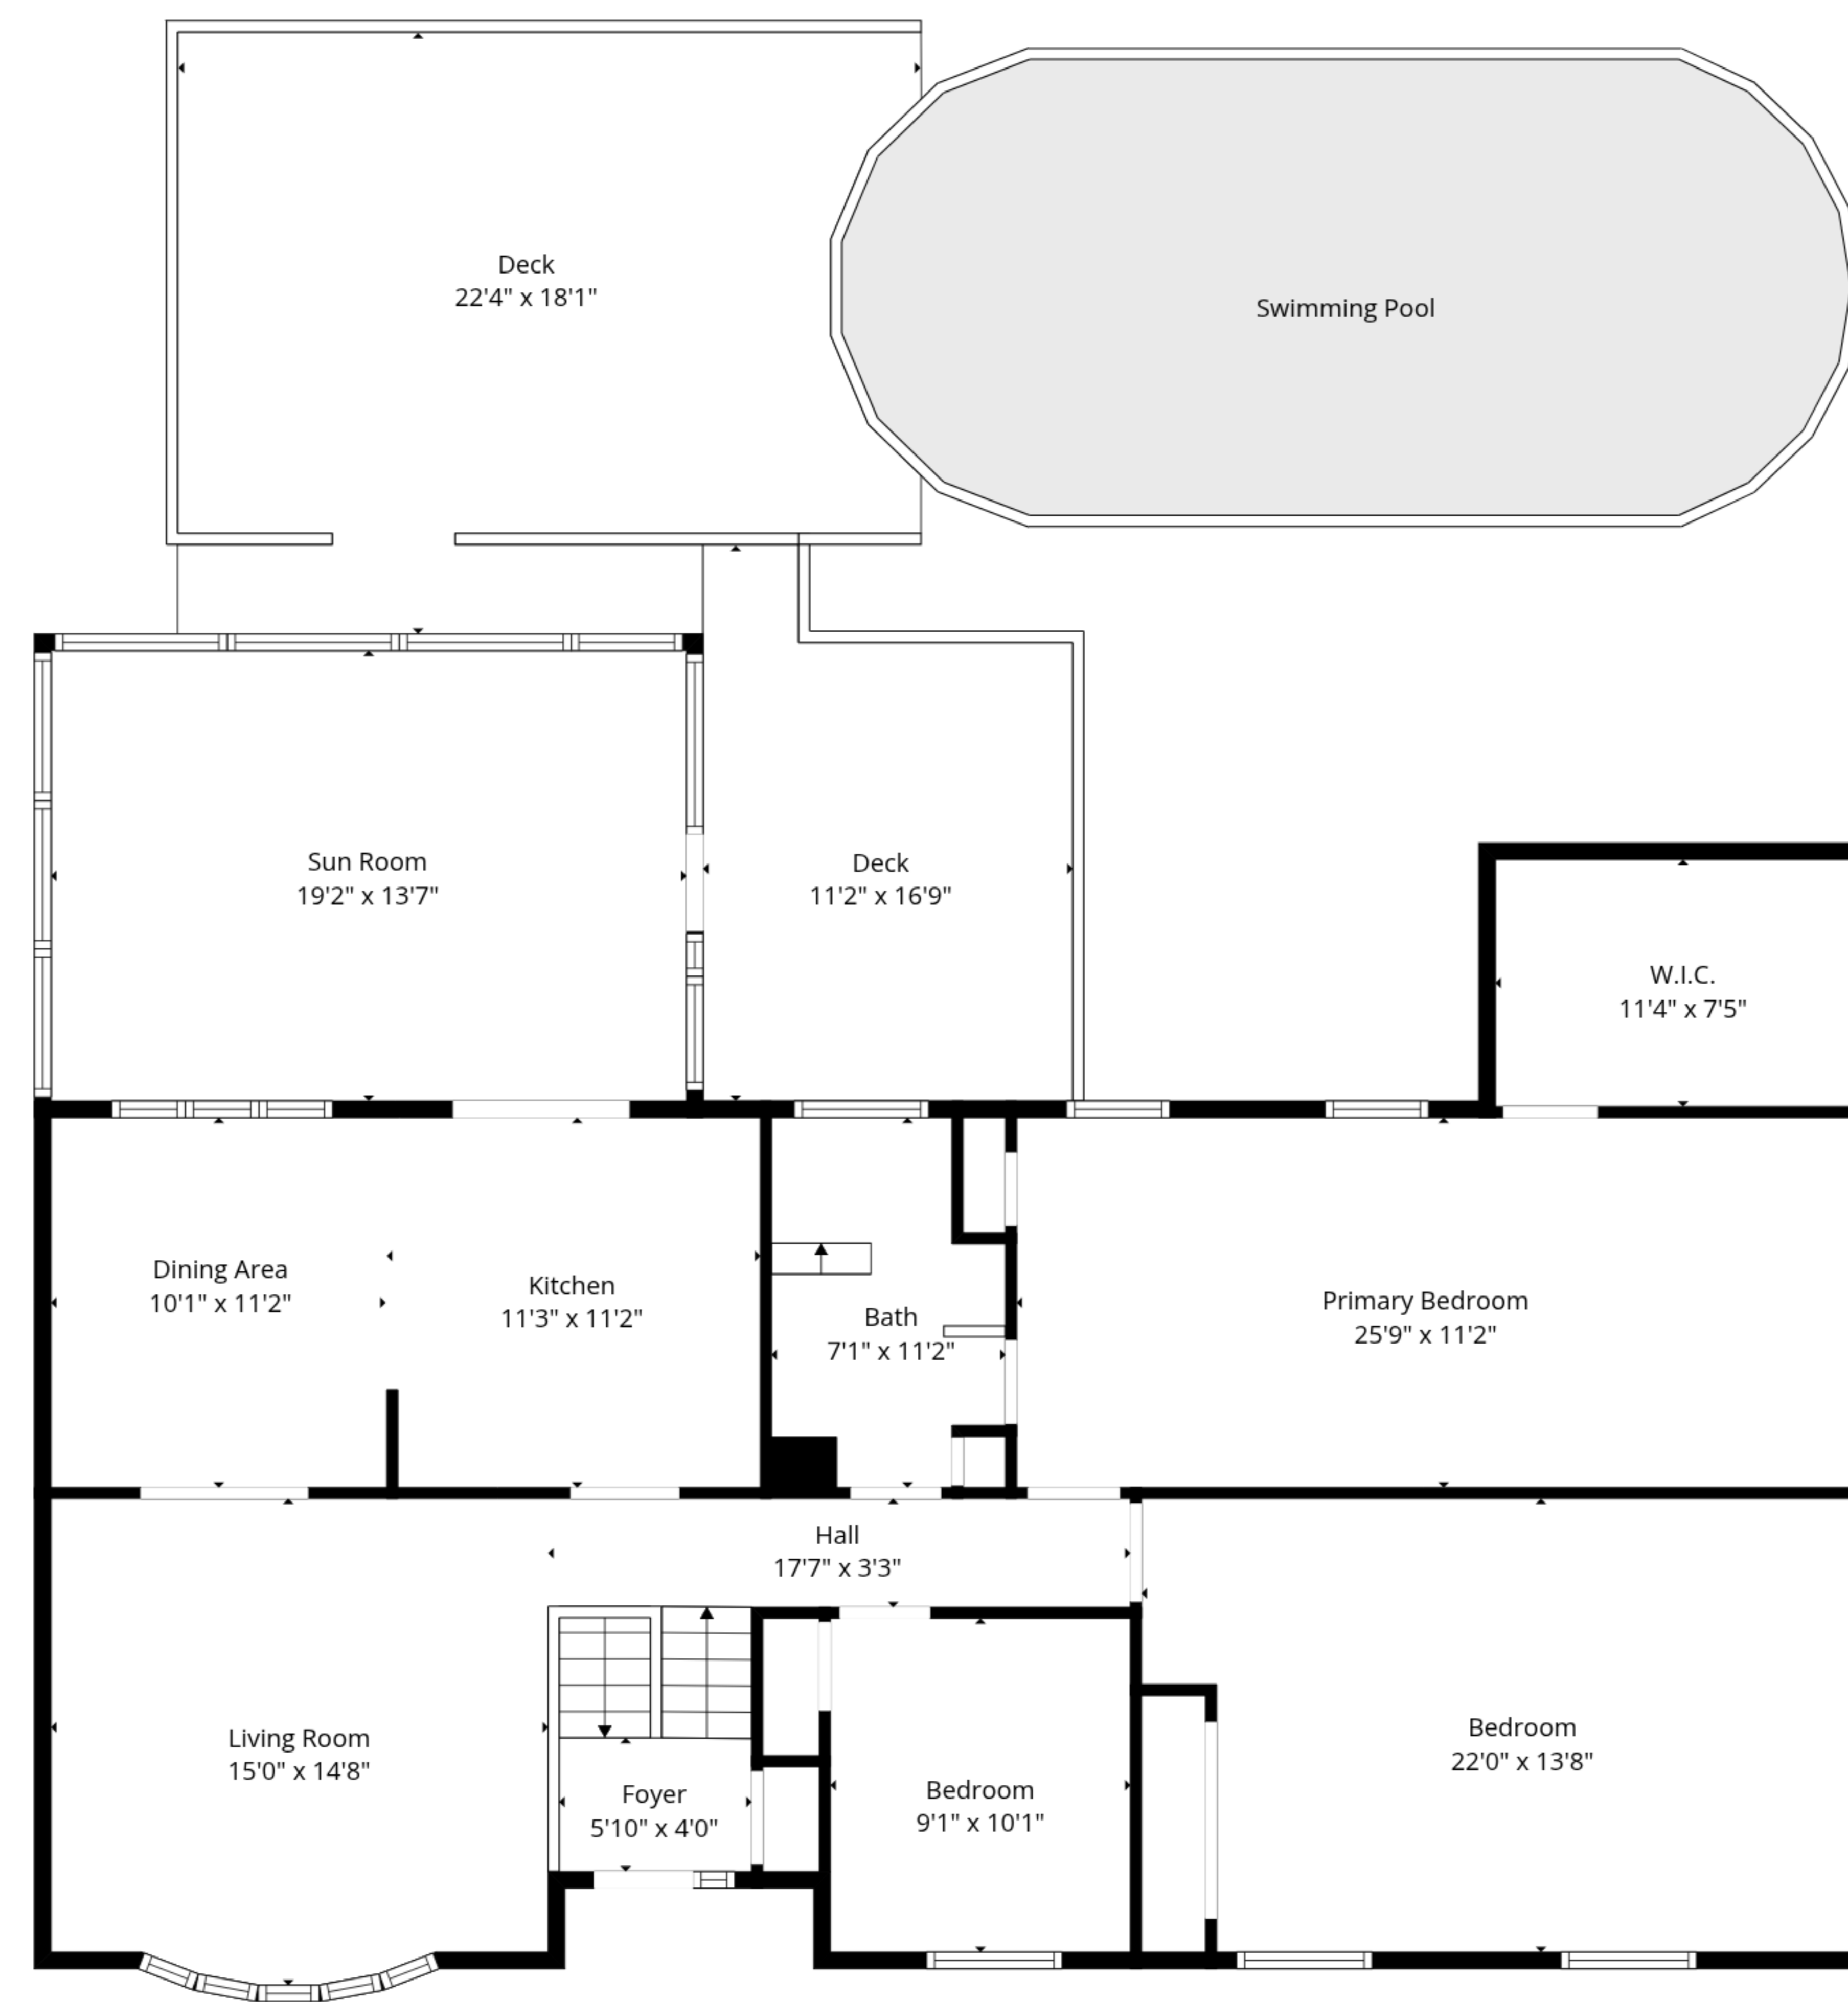 Deck
22'4" x 18'1"
Swimming Pool
Sun Room
19'2" x 13'7"
Deck
11'2" x 16'9"
W.I.C.
11'4" x 7'5"
Dining Area
10'1" x 11'2"
Kitchen
11'3" x 11'2"
Bath
7'1" x 11'2"
Primary Bedroom
25'9" x 11'2"
Hall
17'7" x 3'3"
Living Room
15'0" x 14'8"
Foyer
5'10" x 4'0"
Bedroom
9'1" x 10'1"
Bedroom
22'0" x 13'8"